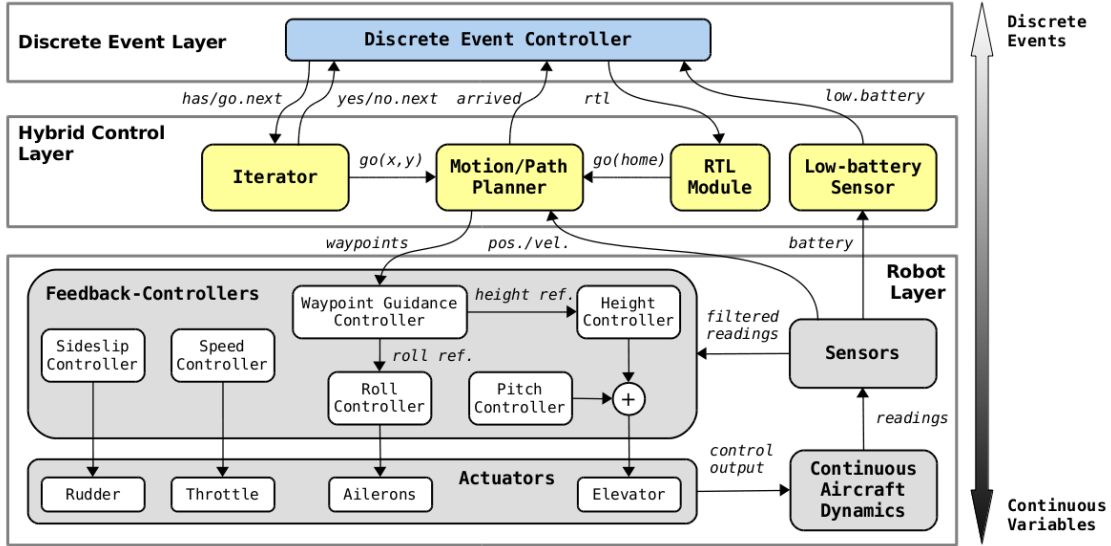 Discrete Event Layer
Discrete Event Controller
Discrete
Events
has/go.next
yes/no.next
arrived
rtl
low.battery
Hybrid Control
Layer
Iterator
go(x,y)
Motion/Path
Planner
go(home)
RTL
Module
Low-battery
Sensor
waypoints
pos./vel.
battery
Robot
Layer
Feedback-Controllers
Waypoint Guidance
Controller
height ref.
Height
Controller
filtered
readings
Sensors
Sideslip
Controller
Speed
Controller
roll ref.
Roll
Controller
Pitch
Controller
+
readings
Actuators
Rudder
Throttle
Ailerons
Elevator
control
output
Continuous
Aircraft
Dynamics
Continuous
Variables